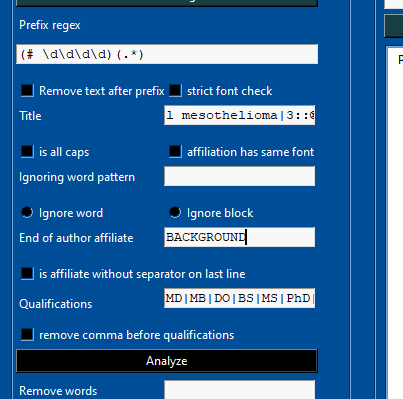 Prefix regex
(# \d\d\d\d)(.*)
Remove text after prefix strict font check
Title l mesothelioma|3::
is all caps affiliation has same font
Ignoring word pattern
Ignore word Ignore block
End of author affiliate BACKGROUND
is affiliate without separator on last line
Qualifications MD|MB|DO|BS|MS|PhD|
remove comma before qualifications
Analyze
Remove words